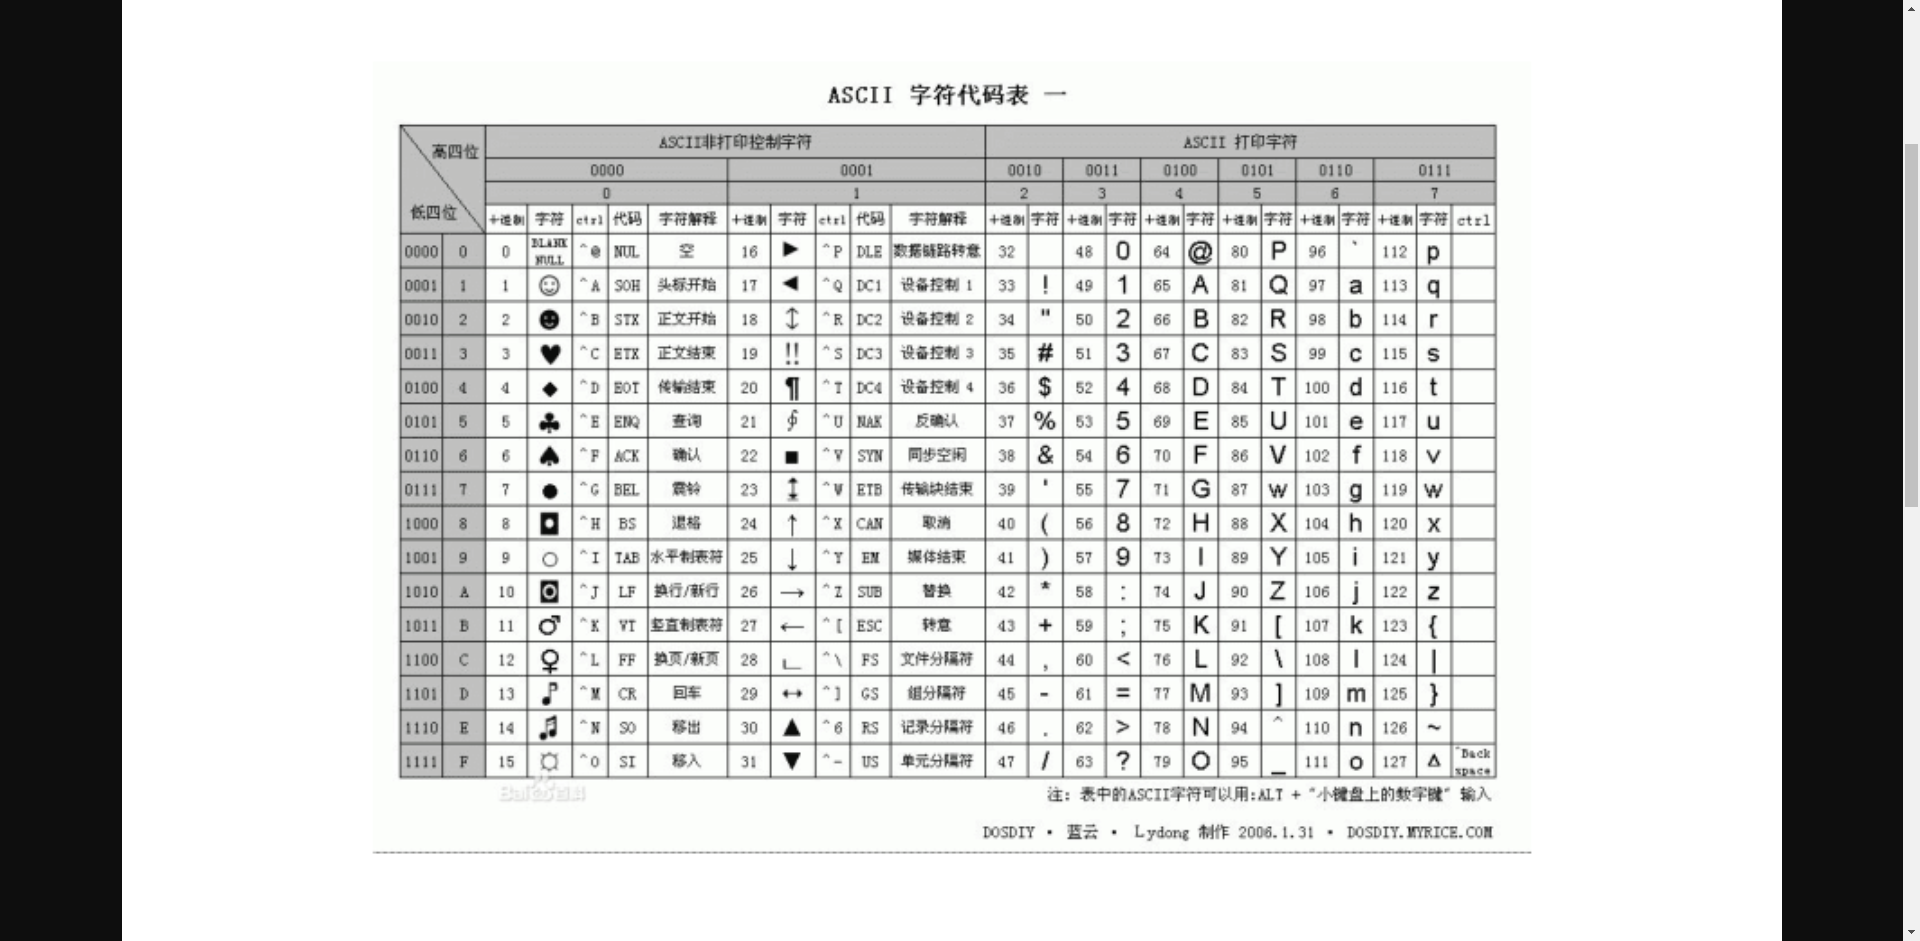 ASCII 字符代码表 一
高四位 ASCII非打印控制字符 ASCII 打印字符
0000 0001 0010 0011 0100 0101 0110 0111
0 1 2 3 4 5 6 7
低四位 十进制 字符 ctrl 代码 字符解释 十进制 字符 ctrl 代码 字符解释 十进制 字符 十进制 字符 十进制 字符 十进制 字符 十进制 字符 十进制 字符 ctrl
0000 0 0 BLANK NULL ^@ NUL 空 16 ► ^P DLE 数据链路转意 32 48 0 64 @ 80 P 96 ` 112 p
0001 1 1 ☺ ^A SOH 头标开始 17 ◄ ^Q DC1 设备控制 1 33 ! 49 1 65 A 81 Q 97 a 113 q
0010 2 2 ☻ ^B STX 正文开始 18 ↕ ^R DC2 设备控制 2 34 " 50 2 66 B 82 R 98 b 114 r
0011 3 3 ♥ ^C ETX 正文结束 19 ‼ ^S DC3 设备控制 3 35 # 51 3 67 C 83 S 99 c 115 s
0100 4 4 ◆ ^D EOT 传输结束 20 ¶ ^T DC4 设备控制 4 36 $ 52 4 68 D 84 T 100 d 116 t
0101 5 5 ♣ ^E ENQ 查询 21 ∮ ^U NAK 反确认 37 % 53 5 69 E 85 U 101 e 117 u
0110 6 6 ♠ ^F ACK 确认 22 ■ ^V SYN 同步空闲 38 & 54 6 70 F 86 V 102 f 118 v
0111 7 7 ● ^G BEL 震铃 23 ↨ ^W ETB 传输块结束 39 ' 55 7 71 G 87 w 103 g 119 w
1000 8 8 ◘ ^H BS 退格 24 ↑ ^X CAN 取消 40 ( 56 8 72 H 88 X 104 h 120 x
1001 9 9 ○ ^I TAB 水平制表符 25 ↓ ^Y EM 媒体结束 41 ) 57 9 73 I 89 Y 105 i 121 y
1010 A 10 ◙ ^J LF 换行/新行 26 → ^Z SUB 替换 42 * 58 : 74 J 90 Z 106 j 122 z
1011 B 11 ♂ ^K VT 竖直制表符 27 ← ^[ ESC 转意 43 + 59 ; 75 K 91 [ 107 k 123 {
1100 C 12 ♀ ^L FF 换页/新页 28 ∟ ^\ FS 文件分隔符 44 , 60 < 76 L 92 \ 108 l 124 |
1101 D 13 ♪ ^M CR 回车 29 ↔ ^] GS 组分隔符 45 - 61 = 77 M 93 ] 109 m 125 }
1110 E 14 ♫ ^N SO 移出 30 ▲ ^6 RS 记录分隔符 46 . 62 > 78 N 94 ^ 110 n 126 ~
1111 F 15 ☼ ^O SI 移入 31 ▼ ^- US 单元分隔符 47 / 63 ? 79 O 95 _ 111 o 127 Δ ^Back space
Bai百科
注: 表中的ASCII字符可以用:ALT + "小键盘上的数字键" 输入
DOSDIY · 蓝云 · Lydong 制作 2006.1.31 · DOSDIY.MYRICE.COM